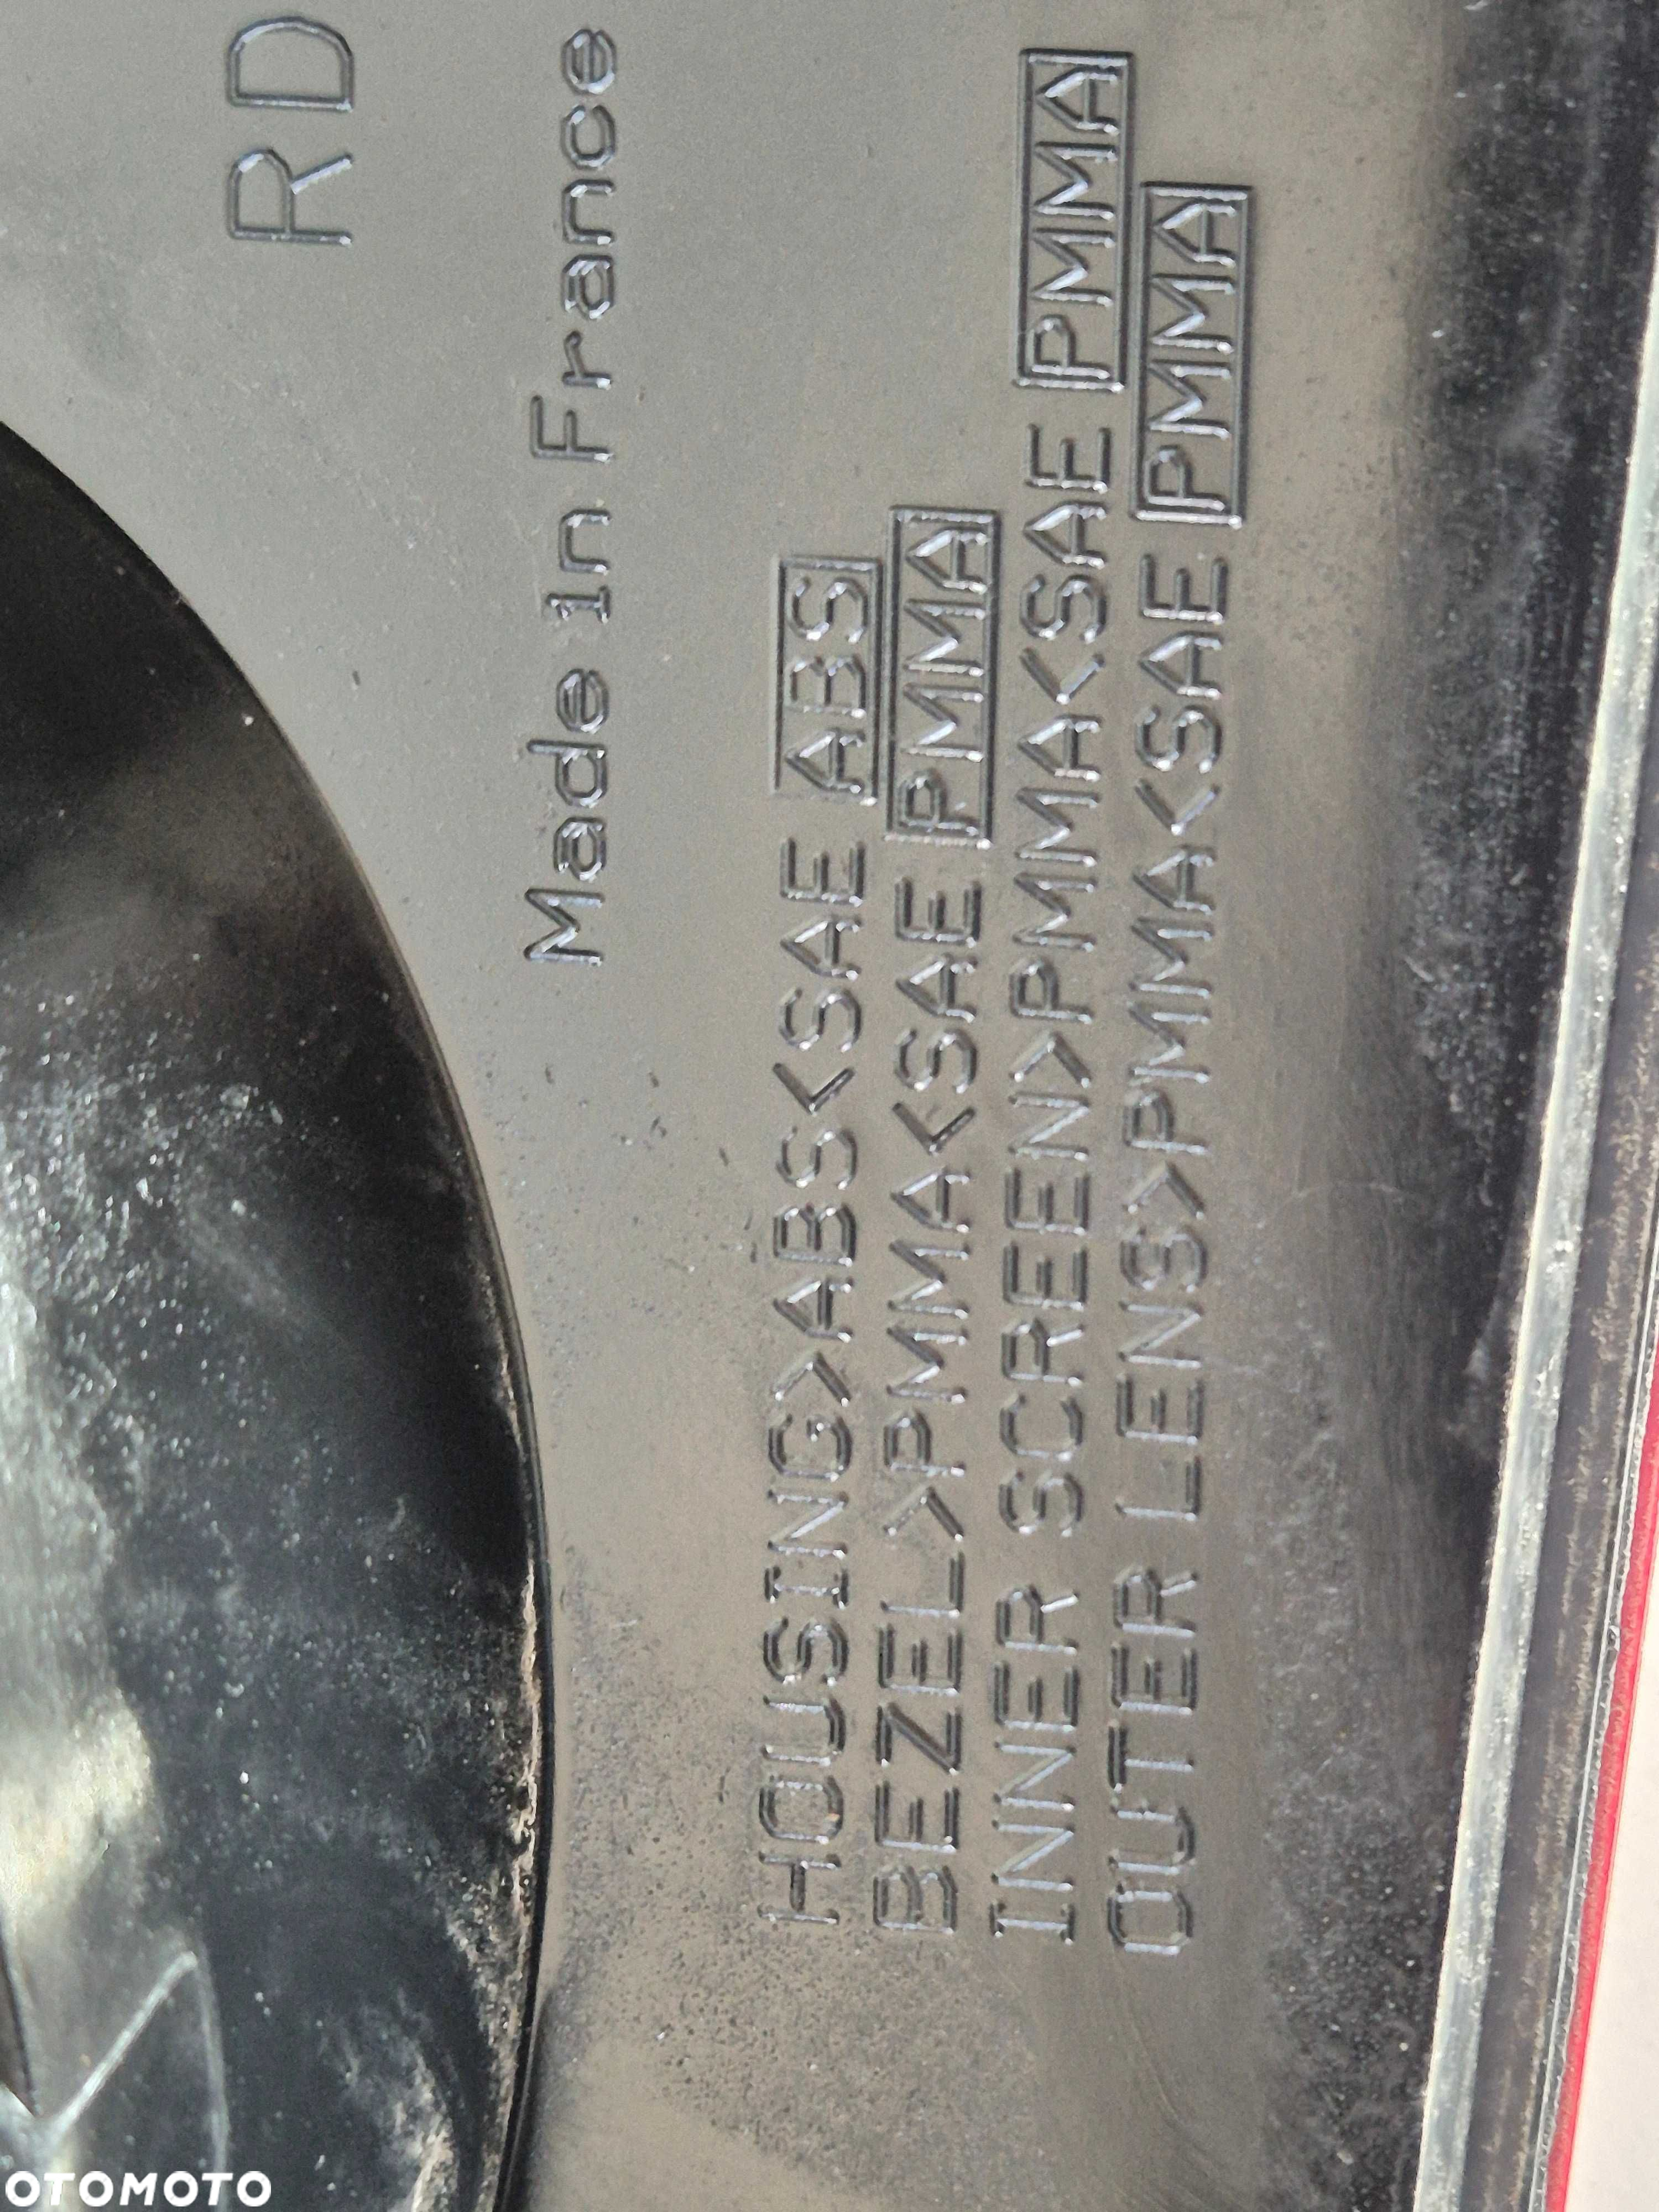 RD
Made in France
HOUSING>ABS<SAE ABS
BEZEL>PMMA<SAE PMMA
INNER SCREEN>PMMA<SAE PMMA
OUTER LENS>PMMA<SAE PMMA
OTOMOTO